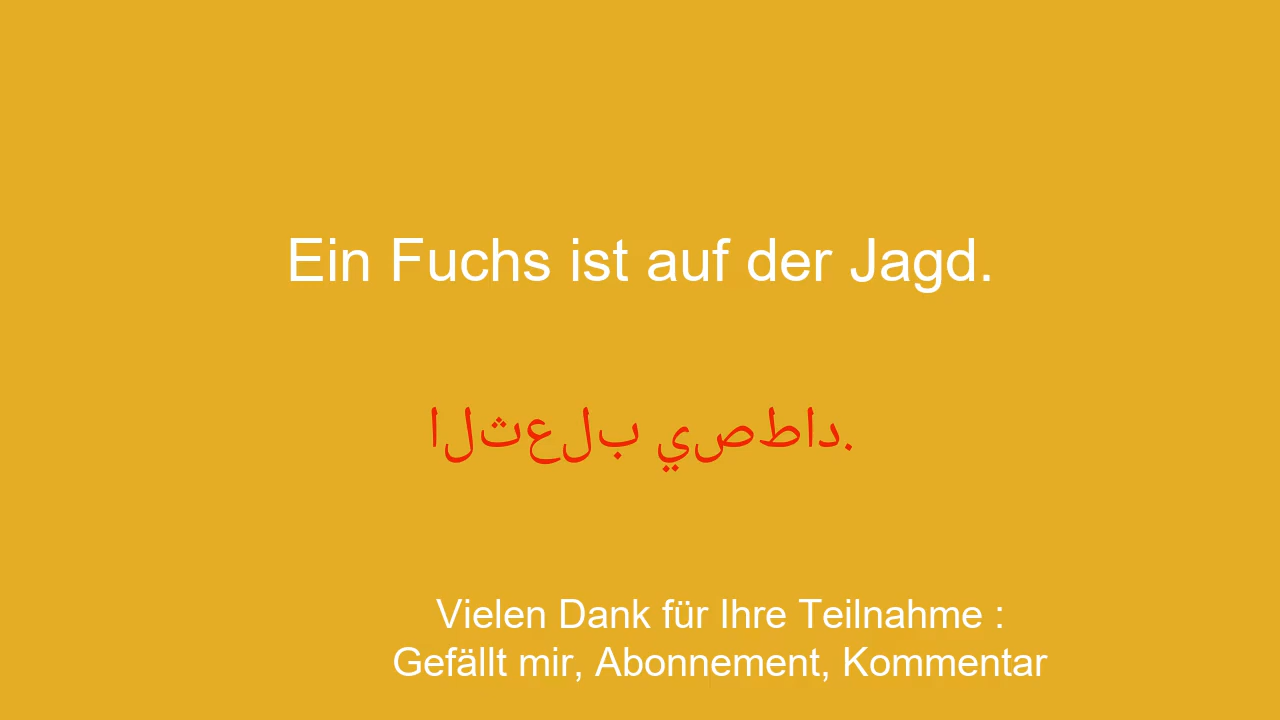 Ein Fuchs ist auf der Jagd.
الثعلب يصطاد.
Vielen Dank für Ihre Teilnahme :
Gefällt mir, Abonnement, Kommentar